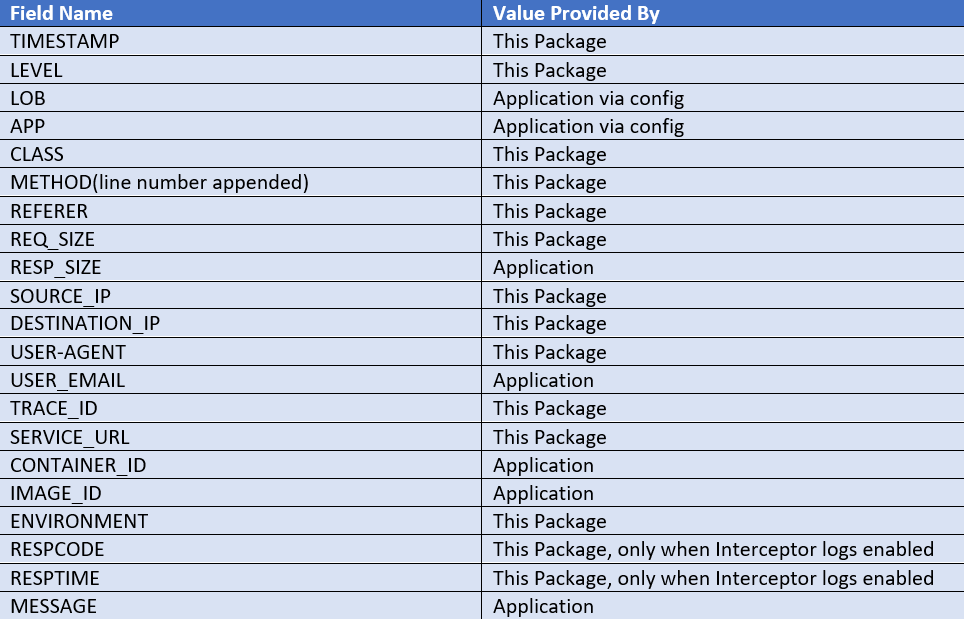 Field Name Value Provided By
TIMESTAMP This Package
LEVEL This Package
LOB Application via config
APP Application via config
CLASS This Package
METHOD(line number appended) This Package
REFERER This Package
REQ_SIZE This Package
RESP_SIZE Application
SOURCE_IP This Package
DESTINATION_IP This Package
USER-AGENT This Package
USER_EMAIL Application
TRACE_ID This Package
SERVICE_URL This Package
CONTAINER_ID Application
IMAGE_ID Application
ENVIRONMENT This Package
RESPCODE This Package, only when Interceptor logs enabled
RESPTIME This Package, only when Interceptor logs enabled
MESSAGE Application